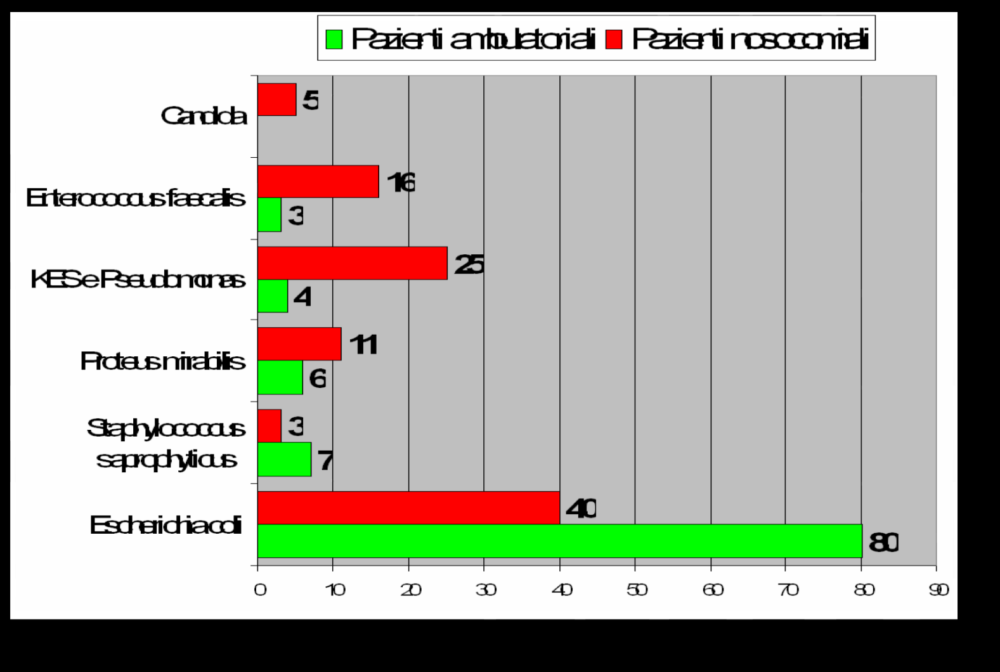 Pazienti ambulatoriali Pazienti nosocomiali
Candida
5
Enterococcus faecalis
16
3
KES e Pseudomonas
25
4
Proteus mirabilis
11
6
Staphylococcus
saprophyticus
3
7
Escherichia coli
40
80
0 10 20 30 40 50 60 70 80 90